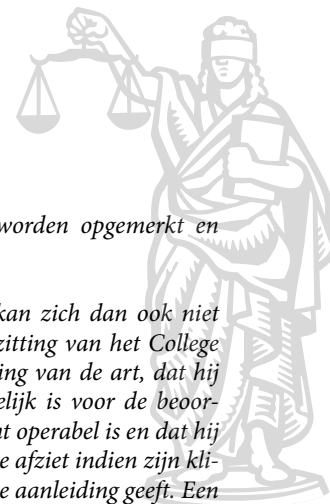 worden opgemerkt en
kan zich dan ook niet
zitting van het College
ing van de art, dat hij
elijk is voor de beoor-
nt operabel is en dat hij
e afziet indien zijn kli-
e aanleiding geeft. Een